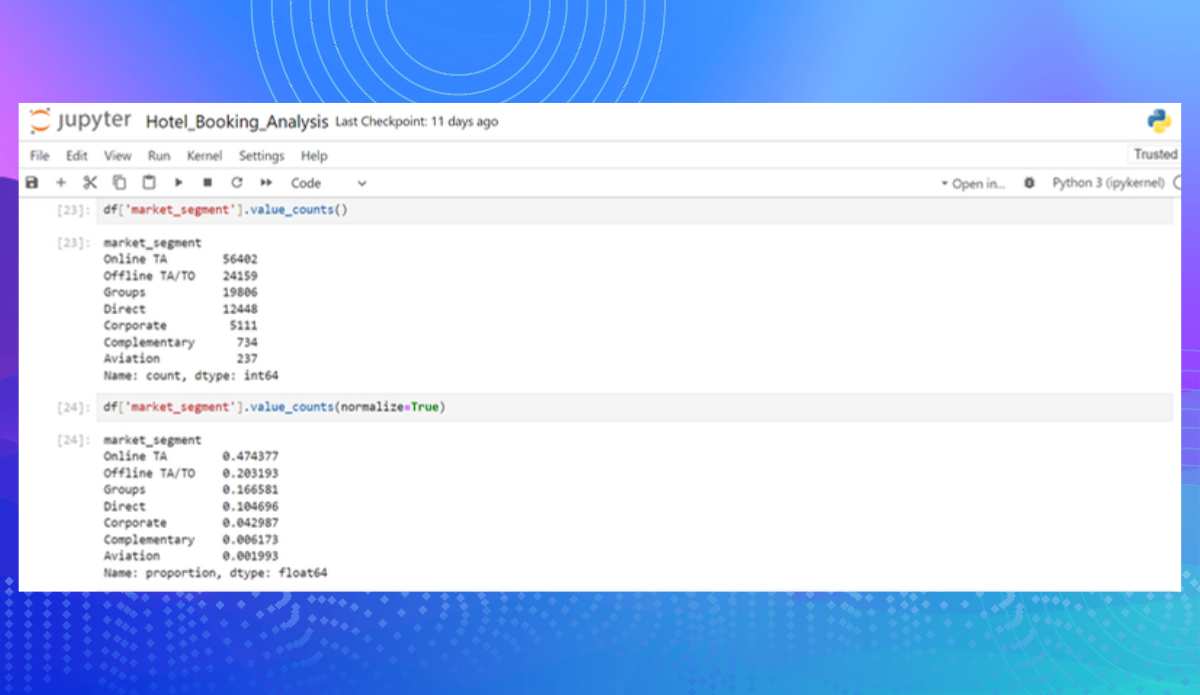 jupyter Hotel_Booking_Analysis Last Checkpoint: 11 days ago
File Edit View Run Kernel Settings Help Trusted
Code Open in... Python 3 (ipykernel)
[23]: df['market_segment'].value_counts()
[23]: market_segment
Online TA 56402
Offline TA/TO 24159
Groups 19806
Direct 12448
Corporate 5111
Complementary 734
Aviation 237
Name: count, dtype: int64
[24]: df['market_segment'].value_counts(normalize=True)
[24]: market_segment
Online TA 0.474377
Offline TA/TO 0.203193
Groups 0.166581
Direct 0.104696
Corporate 0.042987
Complementary 0.006173
Aviation 0.001993
Name: proportion, dtype: float64